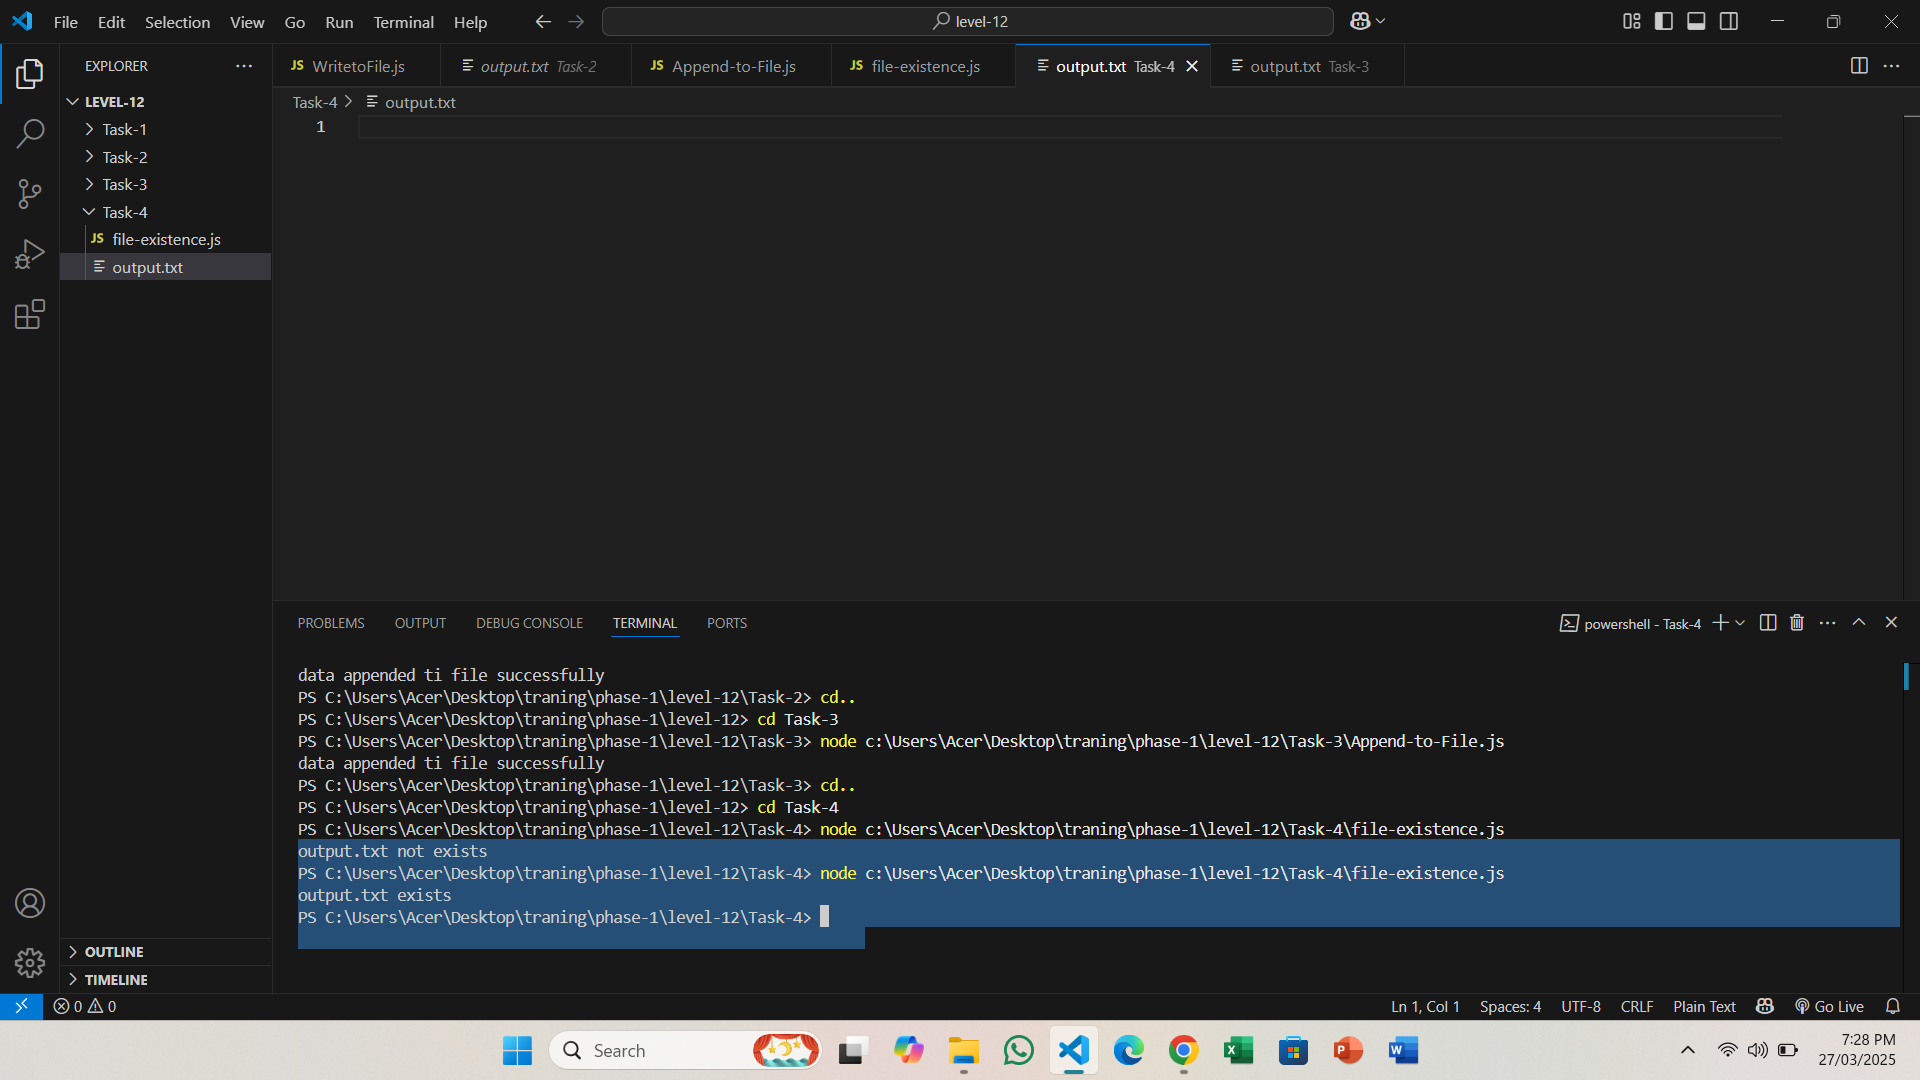 File Edit Selection View Go Run Terminal Help
level-12
EXPLORER
LEVEL-12
Task-1
Task-2
Task-3
Task-4
JS file-existence.js
output.txt
OUTLINE
TIMELINE
JS WritetoFile.js
output.txt Task-2
JS Append-to-File.js
JS file-existence.js
output.txt Task-4
output.txt Task-3
Task-4 > output.txt
1
PROBLEMS OUTPUT DEBUG CONSOLE TERMINAL PORTS
powershell - Task-4
data appended ti file successfully
PS C:\Users\Acer\Desktop\traning\phase-1\level-12\Task-2> cd..
PS C:\Users\Acer\Desktop\traning\phase-1\level-12> cd Task-3
PS C:\Users\Acer\Desktop\traning\phase-1\level-12\Task-3> node c:\Users\Acer\Desktop\traning\phase-1\level-12\Task-3\Append-to-File.js
data appended ti file successfully
PS C:\Users\Acer\Desktop\traning\phase-1\level-12\Task-3> cd..
PS C:\Users\Acer\Desktop\traning\phase-1\level-12> cd Task-4
PS C:\Users\Acer\Desktop\traning\phase-1\level-12\Task-4> node c:\Users\Acer\Desktop\traning\phase-1\level-12\Task-4\file-existence.js
output.txt not exists
PS C:\Users\Acer\Desktop\traning\phase-1\level-12\Task-4> node c:\Users\Acer\Desktop\traning\phase-1\level-12\Task-4\file-existence.js
output.txt exists
PS C:\Users\Acer\Desktop\traning\phase-1\level-12\Task-4>
0 0
Ln 1, Col 1 Spaces: 4 UTF-8 CRLF Plain Text Go Live
Search
7:28 PM
27/03/2025